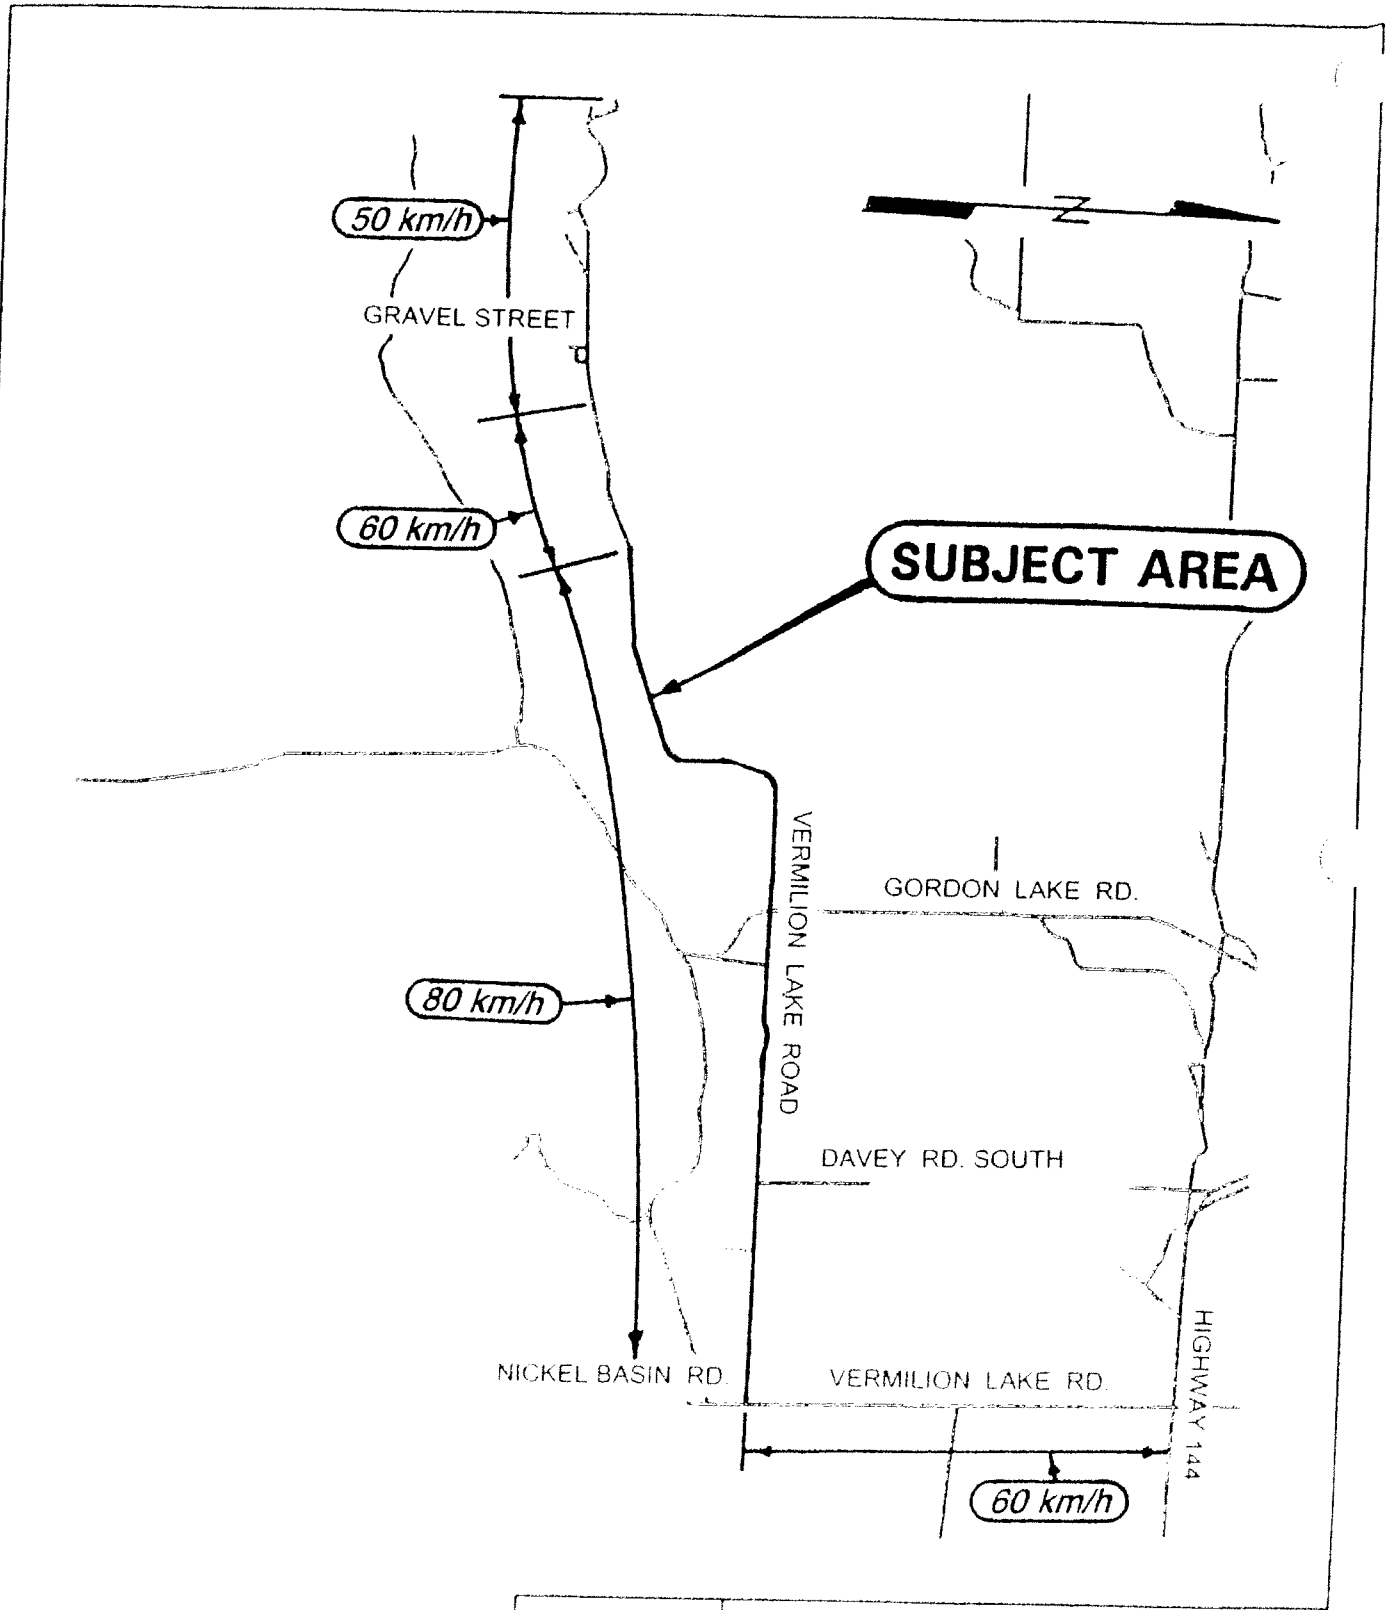 50 km/h
N
GRAVEL STREET
60 km/h
SUBJECT AREA
VERMILION LAKE ROAD
GORDON LAKE RD.
80 km/h
DAVEY RD. SOUTH
HIGHWAY 144
NICKEL BASIN RD.
VERMILION LAKE RD.
60 km/h